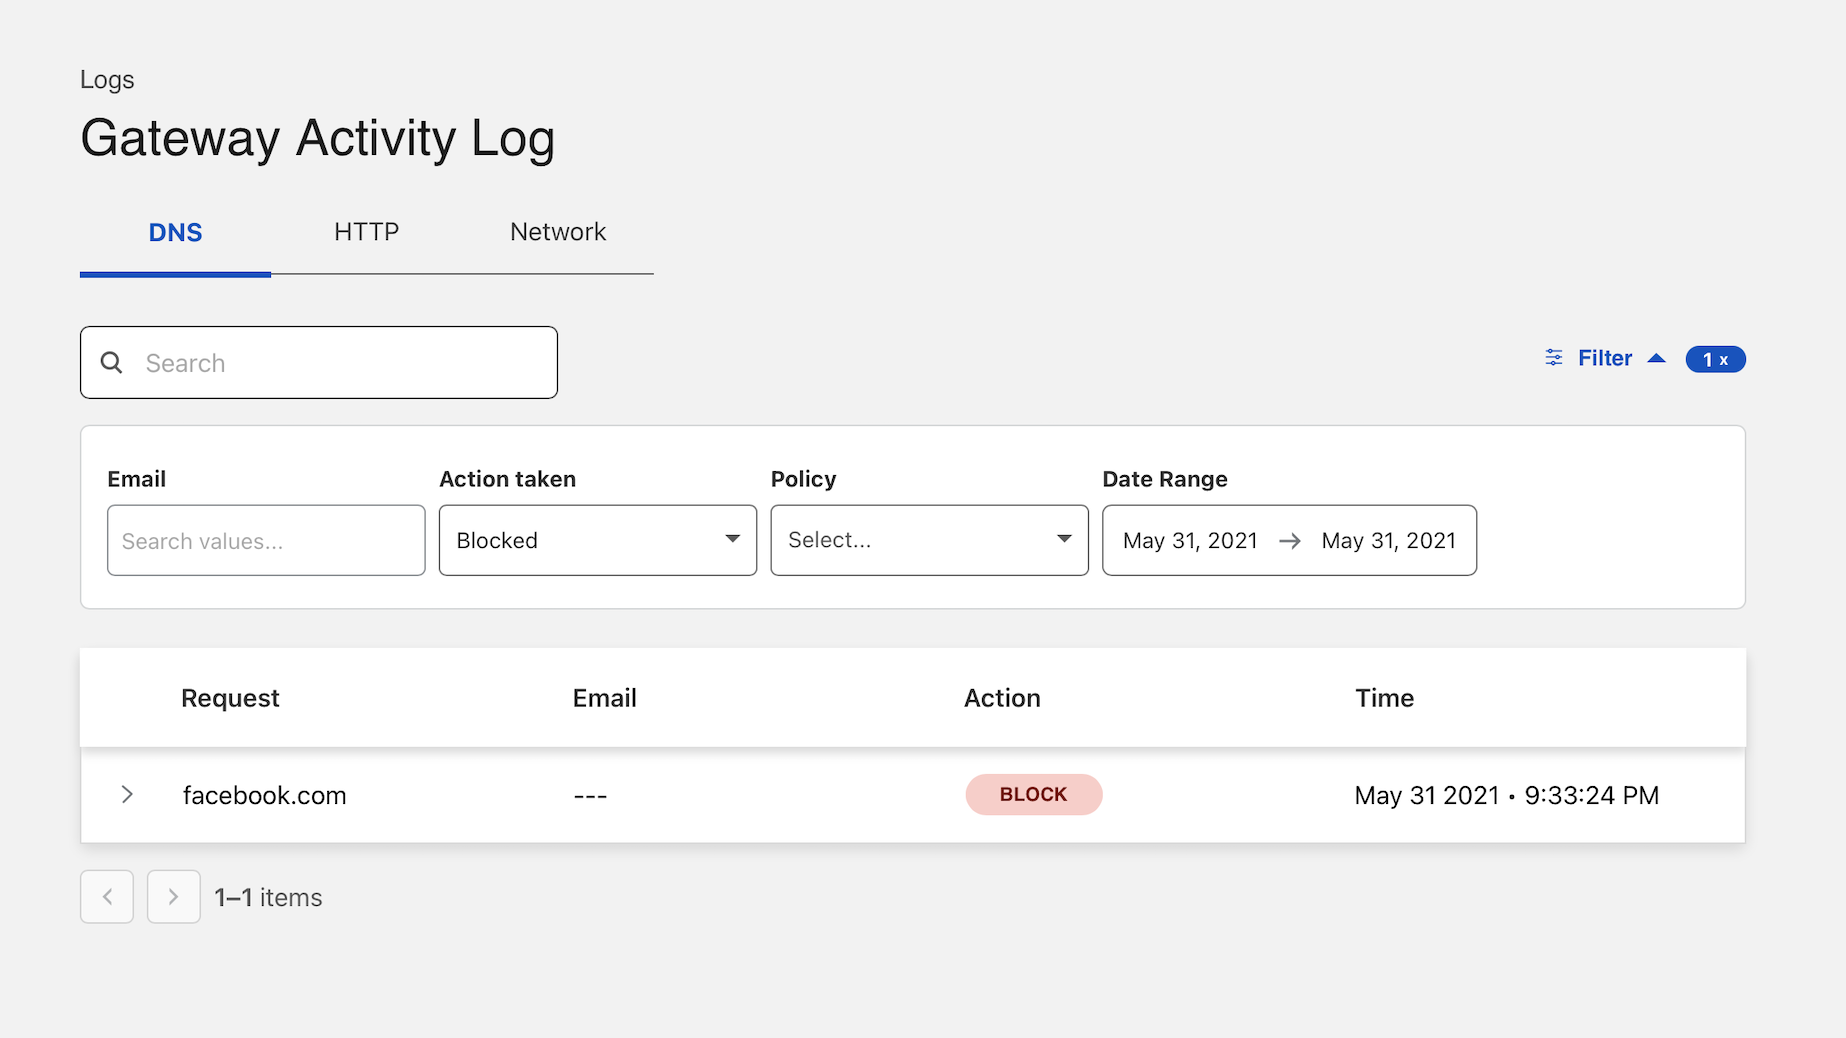 Logs
Gateway Activity Log
DNS HTTP Network
Search
Filter 1 x
Email Action taken Policy Date Range
Search values... Blocked Select... May 31, 2021 → May 31, 2021
Request Email Action Time
facebook.com --- BLOCK May 31 2021 • 9:33:24 PM
1–1 items